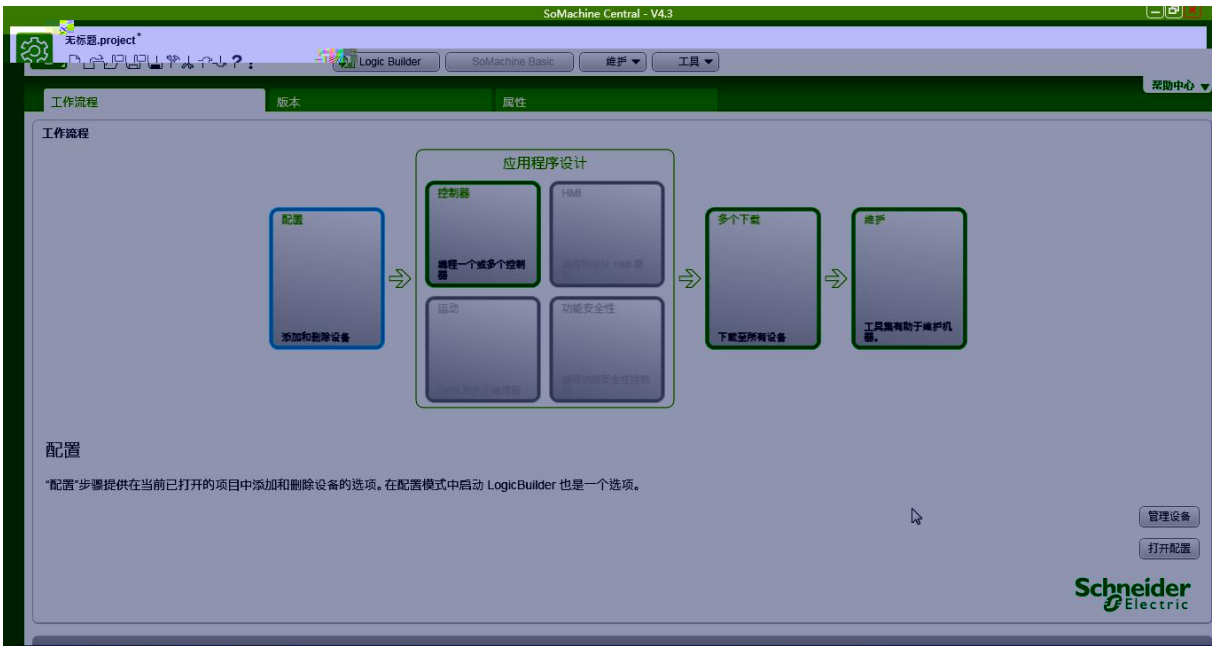 SoMachine Central - V4.3
无标题.project*
Logic Builder
SoMachine Basic
维护
工具
帮助中心
工作流程
版本
属性
工作流程
应用程序设计
配置
添加和删除设备
控制器
编程一个或多个控制
器
HMI
运动
功能安全性
多个下载
下载至所有设备
维护
工具集有助于维护机
器。
配置
“配置”步骤提供在当前已打开的项目中添加和删除设备的选项。在配置模式中启动 LogicBuilder 也是一个选项。
管理设备
打开配置
Schneider
Electric